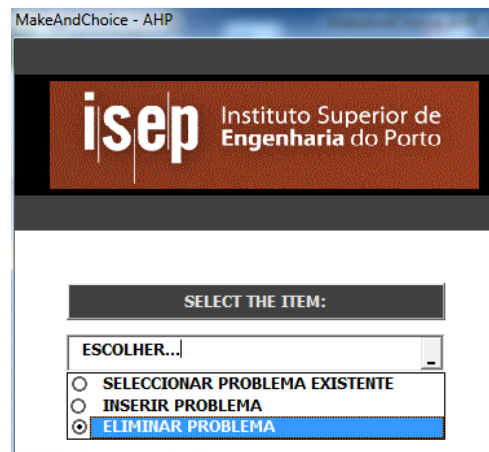 MakeAndChoice - AHP
isep
Instituto Superior de
Engenharia do Porto
SELECT THE ITEM:
ESCOLHER...
SELECCIONAR PROBLEMA EXISTENTE
INSERIR PROBLEMA
ELIMINAR PROBLEMA